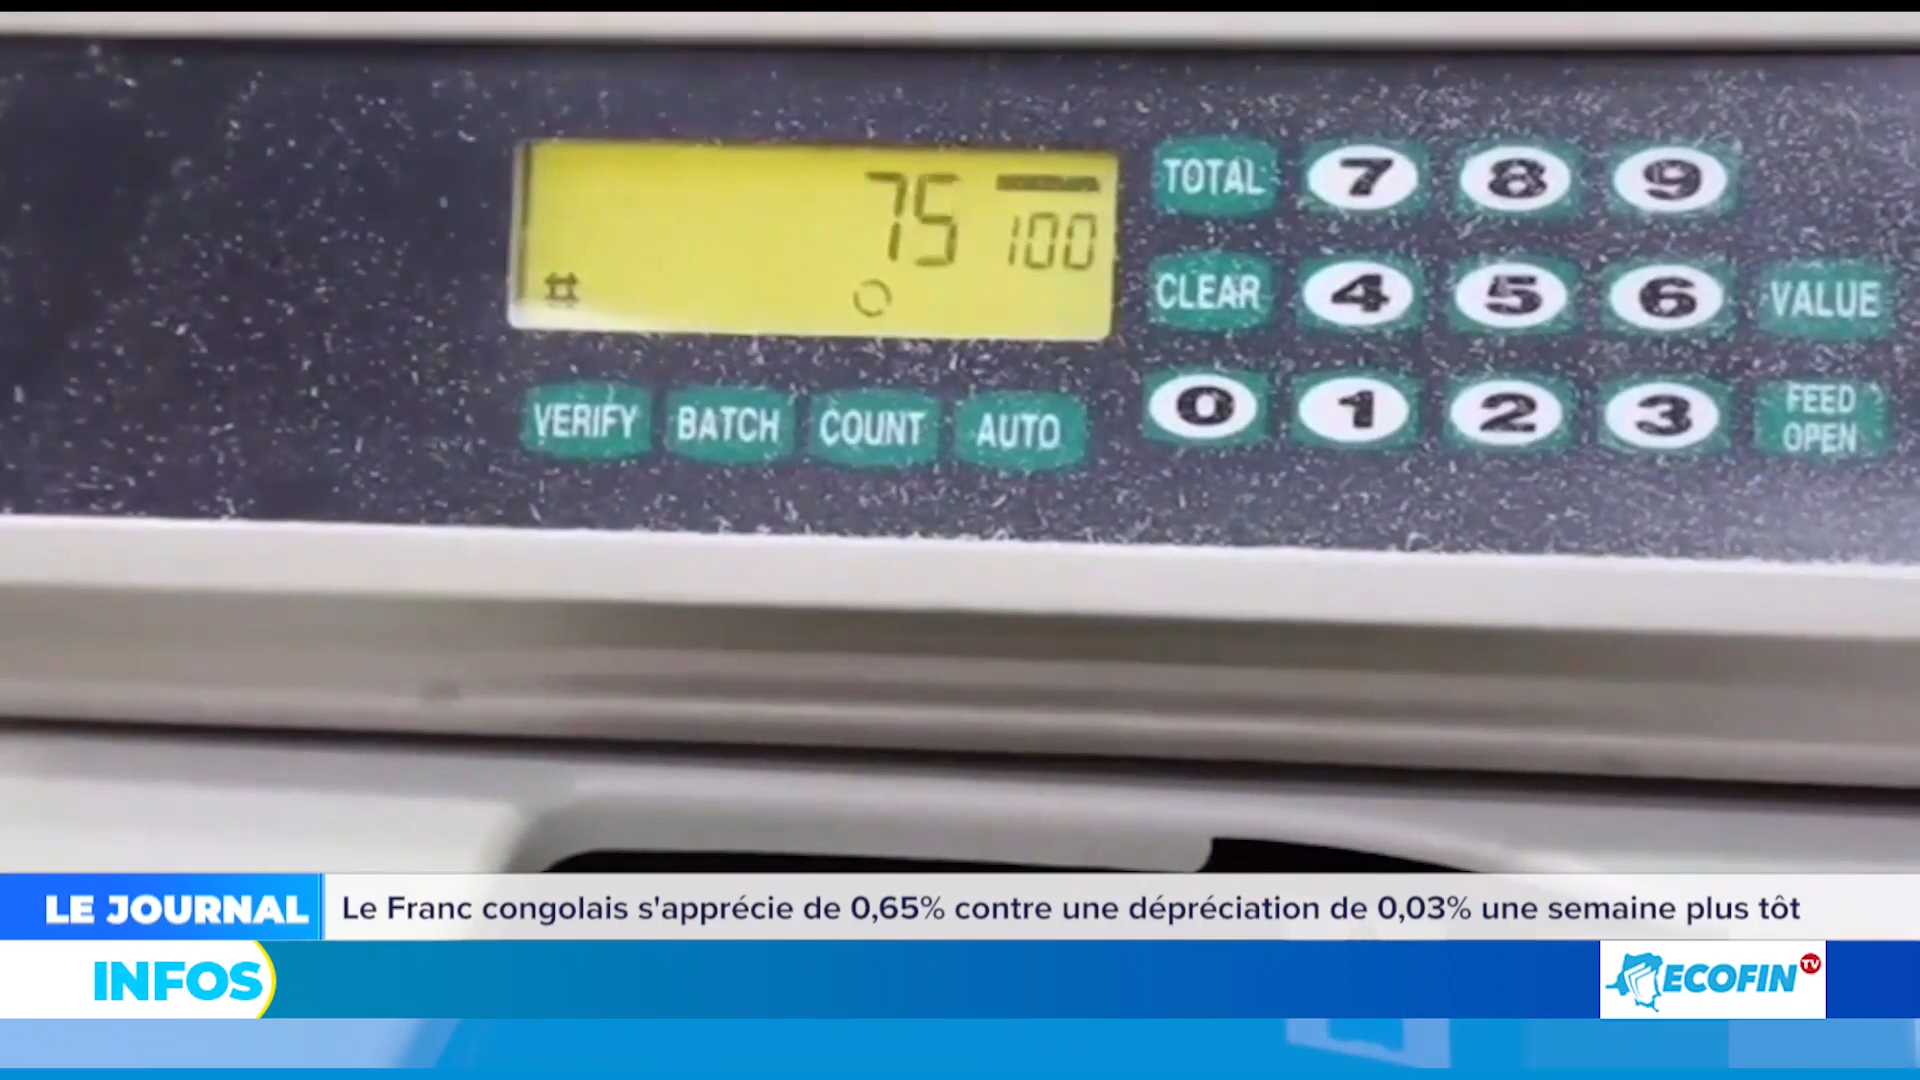 75 100
#
TOTAL 7 8 9
CLEAR 4 5 6 VALUE
0 1 2 3 FEED OPEN
VERIFY BATCH COUNT AUTO
LE JOURNAL
Le Franc congolais s'apprécie de 0,65% contre une dépréciation de 0,03% une semaine plus tôt
INFOS
ECOFIN TV